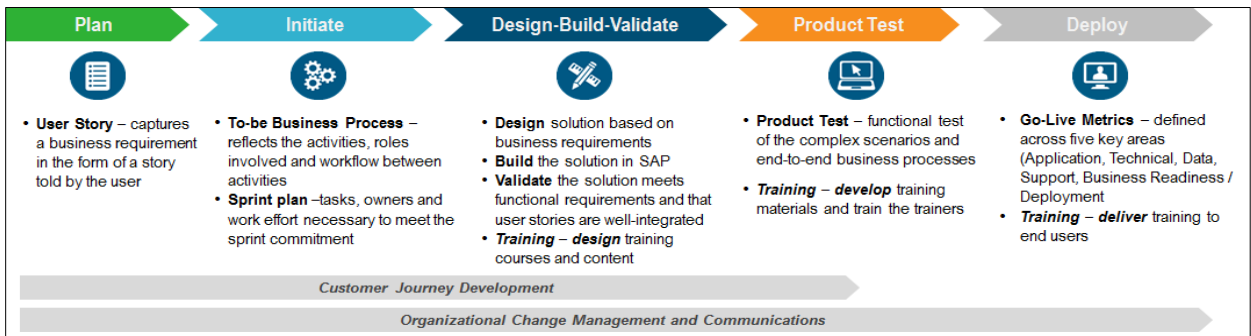 Plan
Initiate
Design-Build-Validate
Product Test
Deploy
• User Story – captures
a business requirement
in the form of a story
told by the user
• To-be Business Process –
reflects the activities, roles
involved and workflow between
activities
• Sprint plan –tasks, owners and
work effort necessary to meet the
sprint commitment
• Design solution based on
business requirements
• Build the solution in SAP
• Validate the solution meets
functional requirements and that
user stories are well-integrated
• Training – design training
courses and content
• Product Test – functional test
of the complex scenarios and
end-to-end business processes
• Training – develop training
materials and train the trainers
• Go-Live Metrics – defined
across five key areas
(Application, Technical, Data,
Support, Business Readiness /
Deployment
• Training – deliver training to
end users
Customer Journey Development
Organizational Change Management and Communications